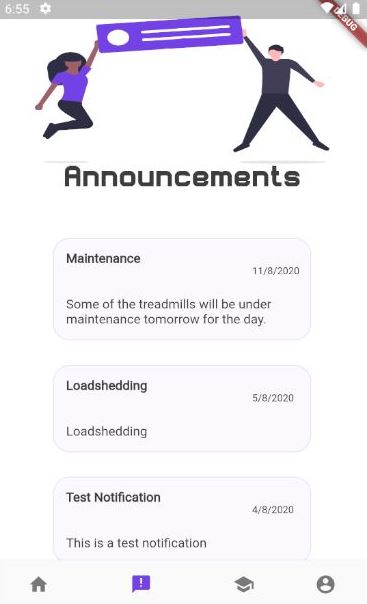 6:55
DEBUG
Announcements
Maintenance
11/8/2020
Some of the treadmills will be under
maintenance tomorrow for the day.
Loadshedding
5/8/2020
Loadshedding
Test Notification
4/8/2020
This is a test notification